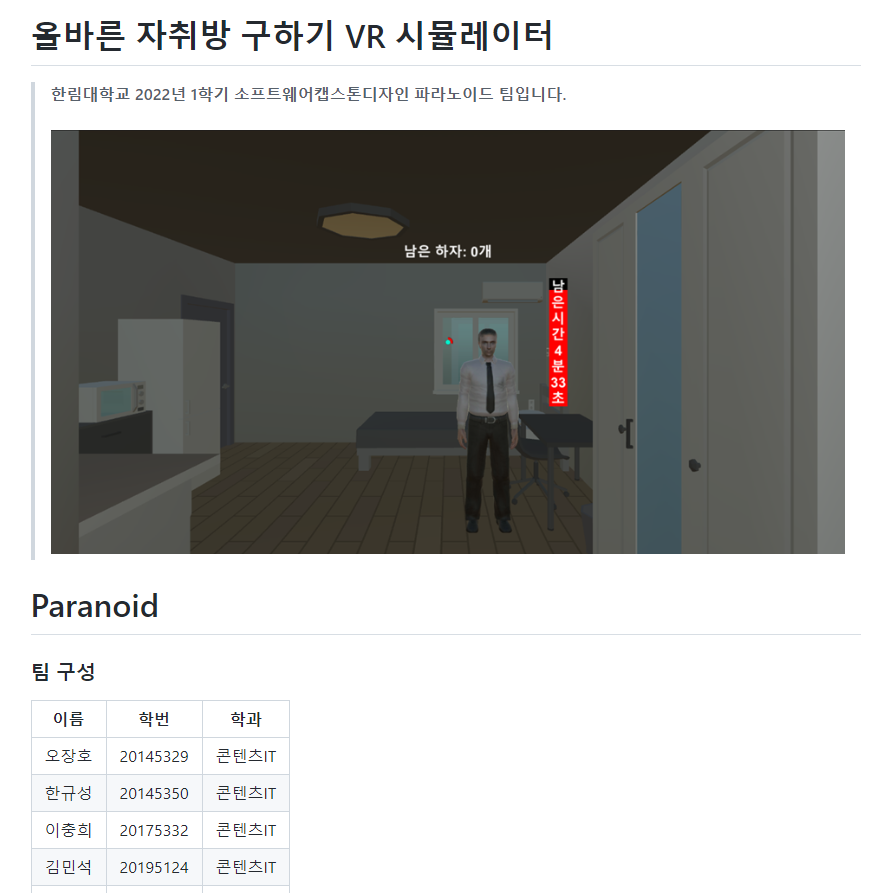 올바른 자취방 구하기 VR 시뮬레이터
한림대학교 2022년 1학기 소프트웨어캡스톤디자인 파라노이드 팀입니다.
남은 하자: 0개
남은시간4분33초
Paranoid
팀 구성
이름 학번 학과
오장호 20145329 콘텐츠IT
한규성 20145350 콘텐츠IT
이충희 20175332 콘텐츠IT
김민석 20195124 콘텐츠IT